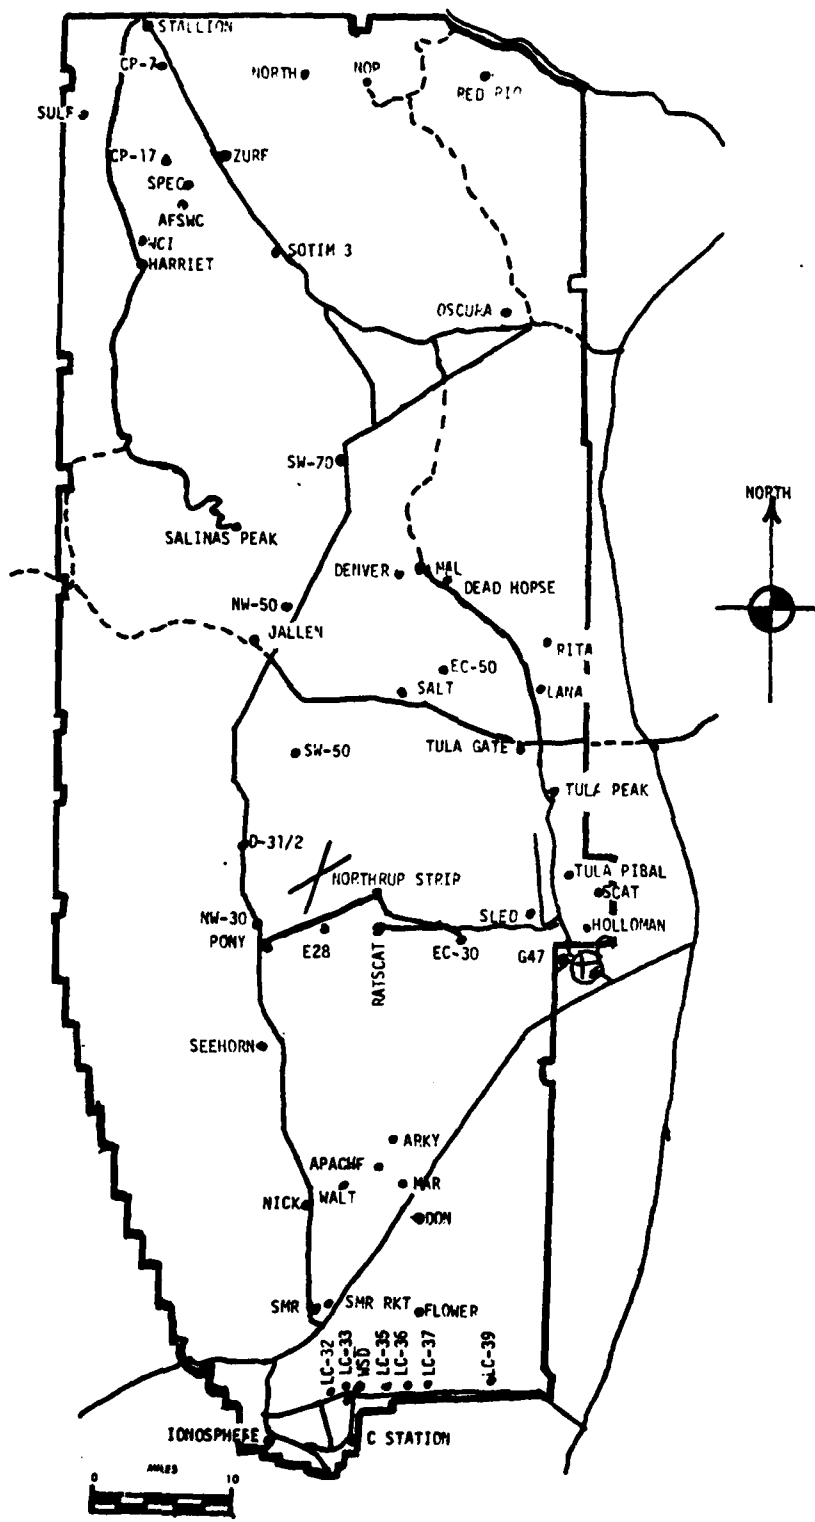 STALLION
CP-7
NORTH
NOP
RED RIO
SULF
CP-17
ZURF
SPEC
AFSWC
WCI
HARRIET
SOTIM 3
OSCURA
SW-70
SALINAS PEAK
NORTH
DENVER
MAL
DEAD HORSE
NW-50
JALLEN
RITA
EC-50
SALT
LANA
TULA GATE
SW-50
TULA PEAK
D-31/2
NORTHRUP STRIP
TULA PIBAL
SCAT
NW-30
SLED
HOLLOMAN
PONY
E28
RATSCAT
EC-30
G47
SEEHORN
ARKY
APACHE
MAR
NICK
WALT
DON
SMR
SMR RKT
FLOWER
LC-32
LC-33
WSD
LC-35
LC-36
LC-37
LC-39
IONOSPHERE
C STATION
0 MILES 10